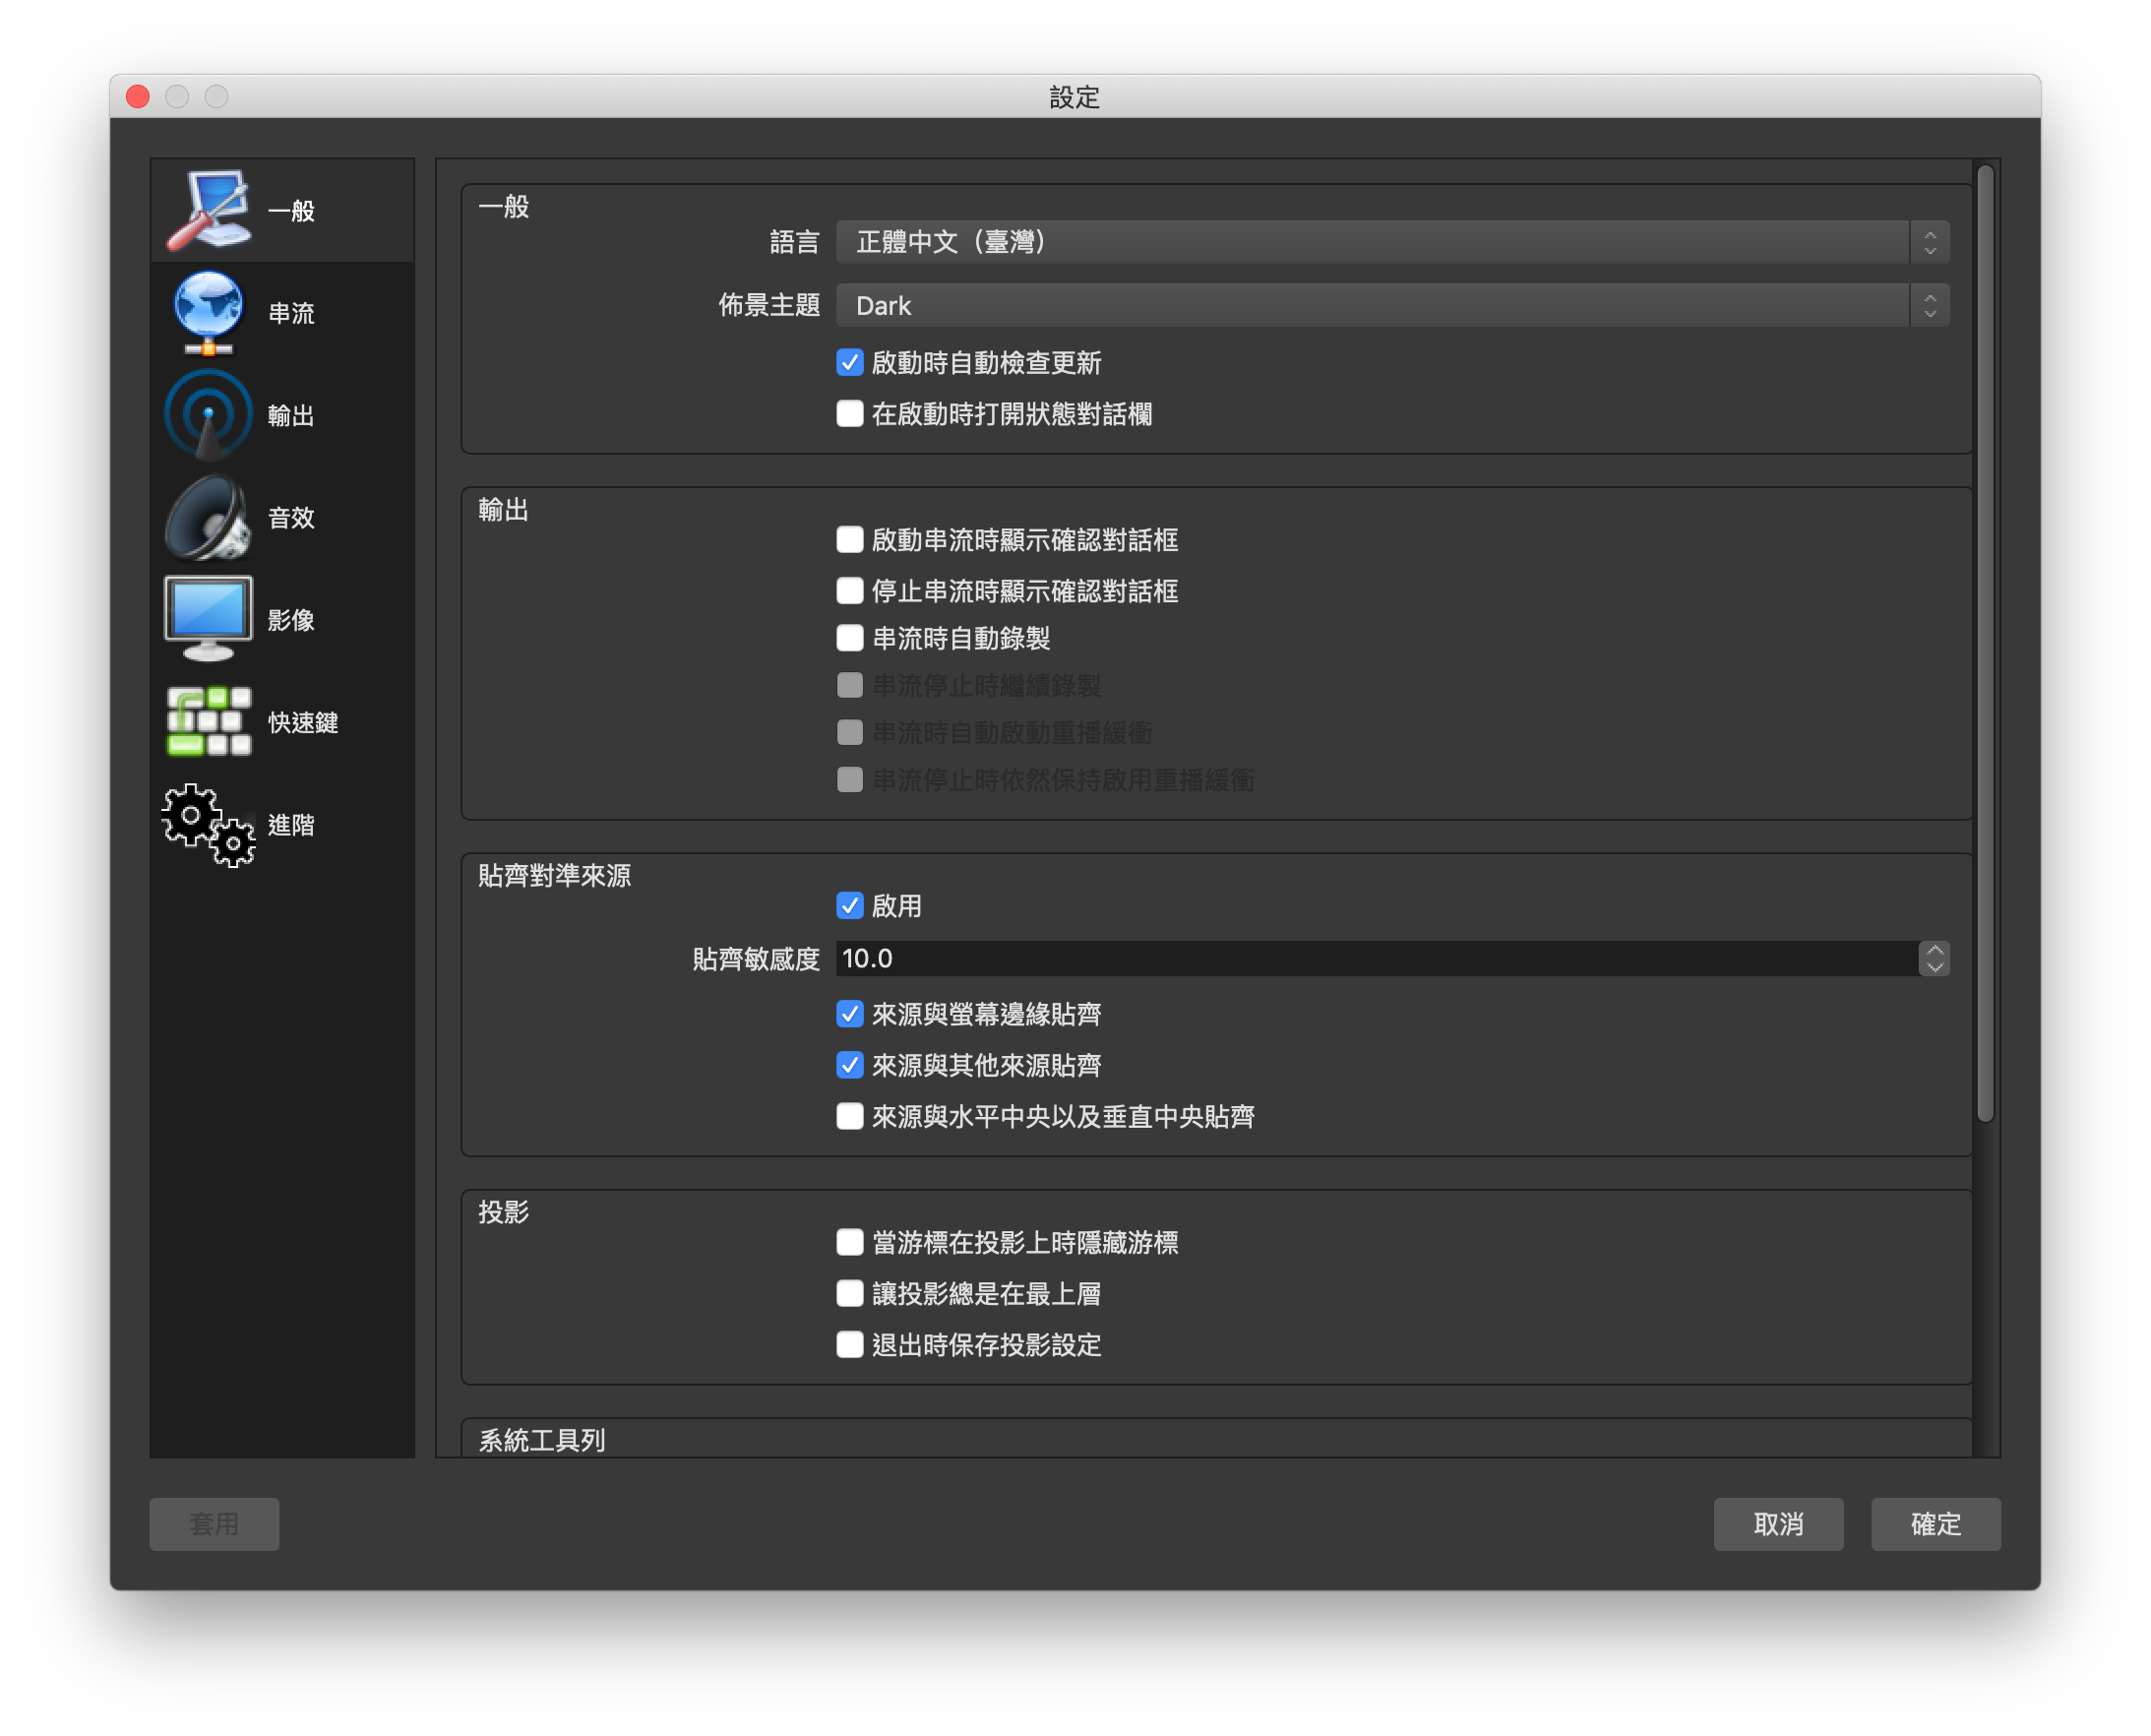 設定
一般
串流
輸出
音效
影像
快速鍵
進階
一般
語言 正體中文（臺灣）
佈景主題 Dark
啟動時自動檢查更新
在啟動時打開狀態對話欄
輸出
啟動串流時顯示確認對話框
停止串流時顯示確認對話框
串流時自動錄製
串流停止時繼續錄製
串流時自動啟動重播緩衝
串流停止時依然保持啟用重播緩衝
貼齊對準來源
啟用
貼齊敏感度 10.0
來源與螢幕邊緣貼齊
來源與其他來源貼齊
來源與水平中央以及垂直中央貼齊
投影
當游標在投影上時隱藏游標
讓投影總是在最上層
退出時保存投影設定
系統工具列
套用 取消 確定